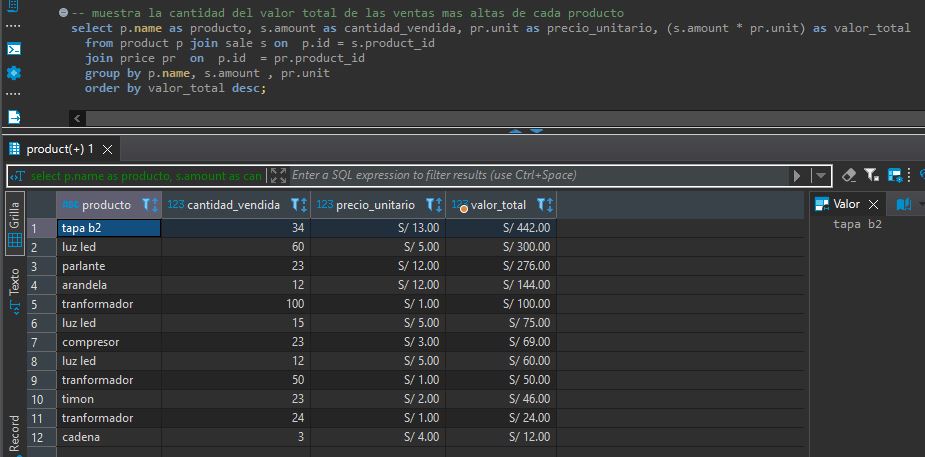 -- muestra la cantidad del valor total de las ventas mas altas de cada producto
select p.name as producto, s.amount as cantidad_vendida, pr.unit as precio_unitario, (s.amount * pr.unit) as valor_total
from product p join sale s on p.id = s.product_id
join price pr on p.id = pr.product_id
group by p.name, s.amount , pr.unit
order by valor_total desc;
product(+) 1
select p.name as producto, s.amount as can Enter a SQL expression to filter results (use Ctrl+Space)
Grilla
Texto
Record
ABC producto 123 cantidad_vendida 123 precio_unitario 123 valor_total
1 tapa b2 34 S/ 13.00 S/ 442.00
2 luz led 60 S/ 5.00 S/ 300.00
3 parlante 23 S/ 12.00 S/ 276.00
4 arandela 12 S/ 12.00 S/ 144.00
5 tranformador 100 S/ 1.00 S/ 100.00
6 luz led 15 S/ 5.00 S/ 75.00
7 compresor 23 S/ 3.00 S/ 69.00
8 luz led 12 S/ 5.00 S/ 60.00
9 tranformador 50 S/ 1.00 S/ 50.00
10 timon 23 S/ 2.00 S/ 46.00
11 tranformador 24 S/ 1.00 S/ 24.00
12 cadena 3 S/ 4.00 S/ 12.00
Valor
tapa b2